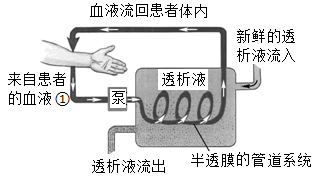 血液流回患者体内
新鲜的透
析液流入
来自患者
的血液①
泵
透析液
半透膜的管道系统
透析液流出